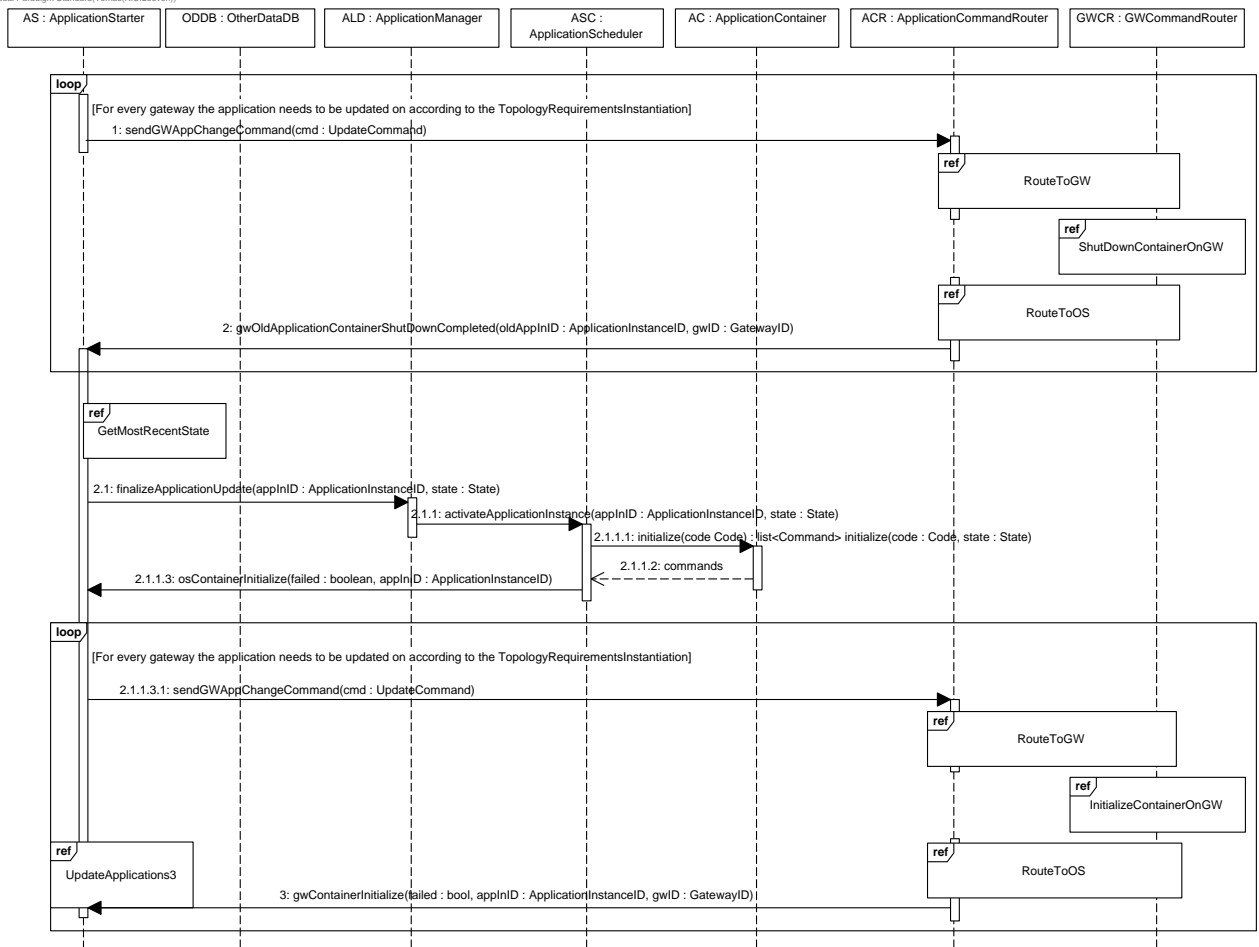 AS : ApplicationStarter
ODDB : OtherDataDB
ALD : ApplicationManager
ASC :
ApplicationScheduler
AC : ApplicationContainer
ACR : ApplicationCommandRouter
GWCR : GWCommandRouter
loop
[For every gateway the application needs to be updated on according to the TopologyRequirementsInstantiation]
1: sendGWAppChangeCommand(cmd : UpdateCommand)
ref
RouteToGW
ref
ShutDownContainerOnGW
ref
RouteToOS
2: gwOldApplicationContainerShutDownCompleted(oldAppInID : ApplicationInstanceID, gwID : GatewayID)
ref
GetMostRecentState
2.1: finalizeApplicationUpdate(appInID : ApplicationInstanceID, state : State)
2.1.1: activateApplicationInstance(appInID : ApplicationInstanceID, state : State)
2.1.1.1: initialize(code Code) : list<Command> initialize(code : Code, state : State)
2.1.1.2: commands
2.1.1.3: osContainerInitialize(failed : boolean, appInID : ApplicationInstanceID)
loop
[For every gateway the application needs to be updated on according to the TopologyRequirementsInstantiation]
2.1.1.3.1: sendGWAppChangeCommand(cmd : UpdateCommand)
ref
RouteToGW
ref
InitializeContainerOnGW
ref
UpdateApplications3
ref
RouteToOS
3: gwContainerInitialize(failed : bool, appInID : ApplicationInstanceID, gwID : GatewayID)